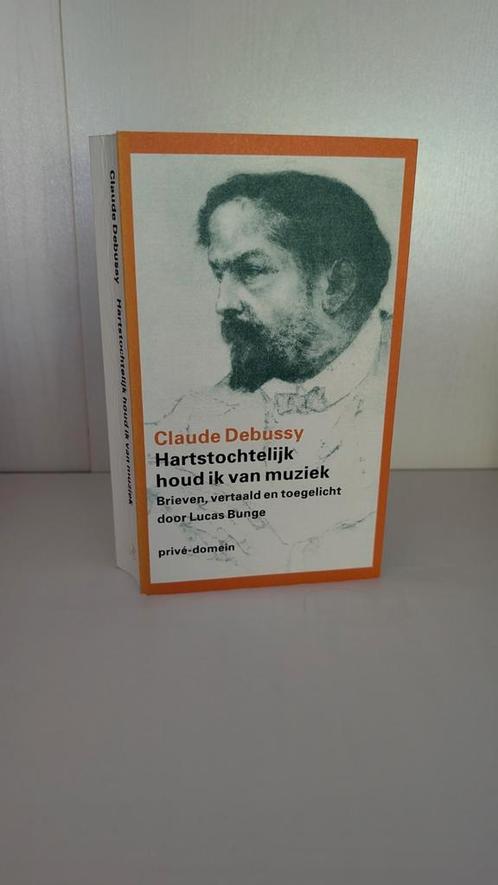 Claude Debussy Hartstochtelijk houd ik van muziek
Claude Debussy
Hartstochtelijk
houd ik van muziek
Brieven, vertaald en toegelicht
door Lucas Bunge
privé-domein